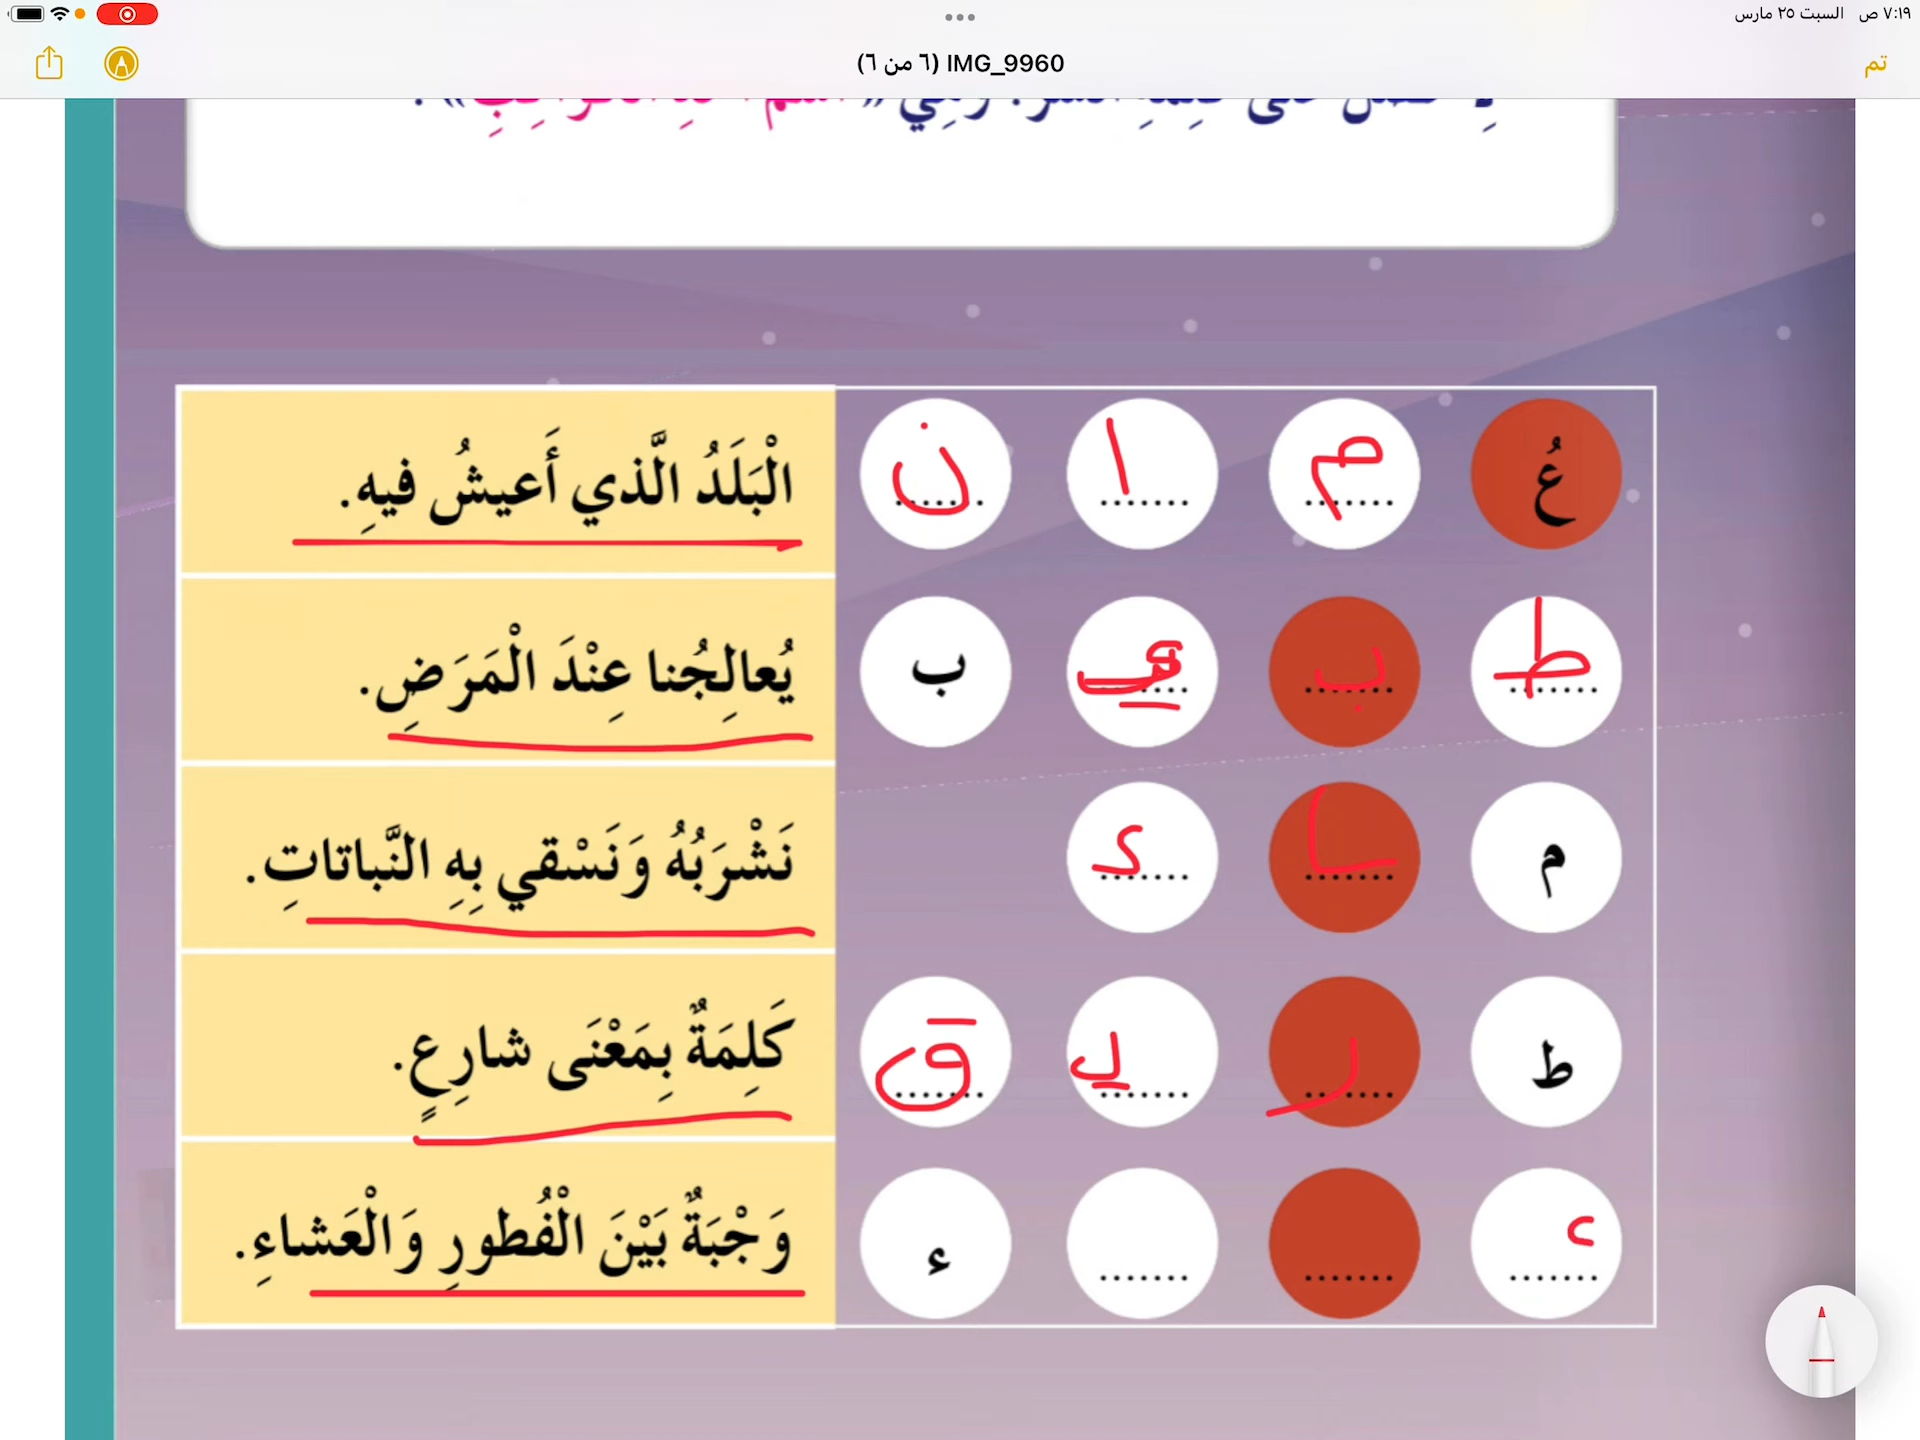 ٧:١٩ ص السبت ٢٥ مارس
تم
IMG_9960 (٦ من ٦)
عُ م ا ن
الْبَلَدُ الَّذي أَعيشُ فيهِ.
ط ب ي ب
يُعالِجُنا عِنْدَ الْمَرَضِ.
م ا ء
نَشْرَبُهُ وَنَسْقي بِهِ النَّباتاتِ.
ط ر ي ق
كَلِمَةٌ بِمَعْنَى شارِعٍ.
....... ....... ء
وَجْبَةٌ بَيْنَ الْفُطورِ وَالْعَشاءِ.